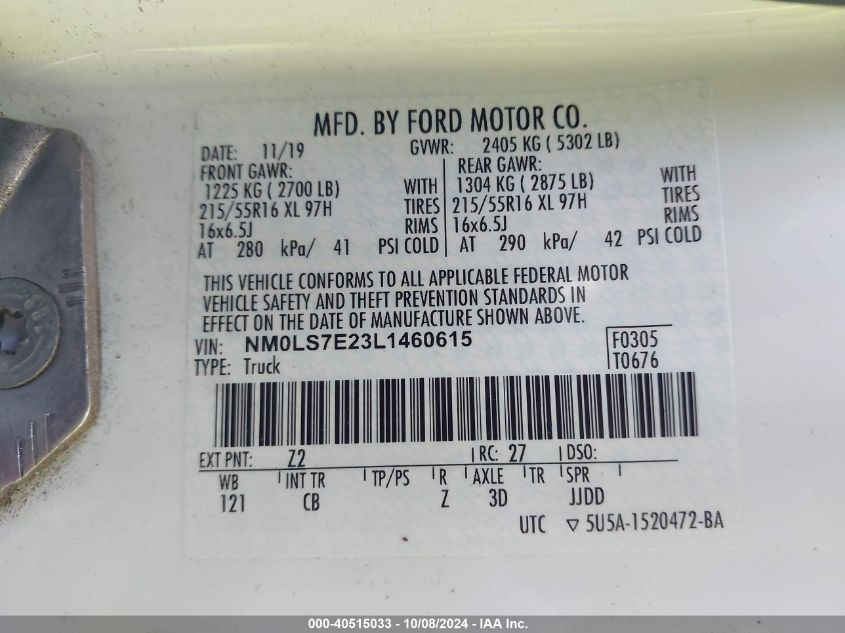 MFD. BY FORD MOTOR CO.
DATE: 11/19 GVWR: 2405 KG ( 5302 LB)
FRONT GAWR: REAR GAWR:
1225 KG ( 2700 LB) WITH 1304 KG ( 2875 LB) WITH
215/55R16 XL 97H TIRES 215/55R16 XL 97H TIRES
16x6.5J RIMS 16x6.5J RIMS
AT 280 kPa/ 41 PSI COLD AT 290 kPa/ 42 PSI COLD
THIS VEHICLE CONFORMS TO ALL APPLICABLE FEDERAL MOTOR
VEHICLE SAFETY AND THEFT PREVENTION STANDARDS IN
EFFECT ON THE DATE OF MANUFACTURE SHOWN ABOVE.
VIN: NM0LS7E23L1460615 F0305
TYPE: Truck T0676
EXT PNT: Z2 RC: 27 DSO:
WB INT TR TP/PS R AXLE TR SPR
121 CB Z 3D JJDD
UTC ▽ 5U5A-1520472-BA
000-40515033 - 10/08/2024 - IAA Inc.